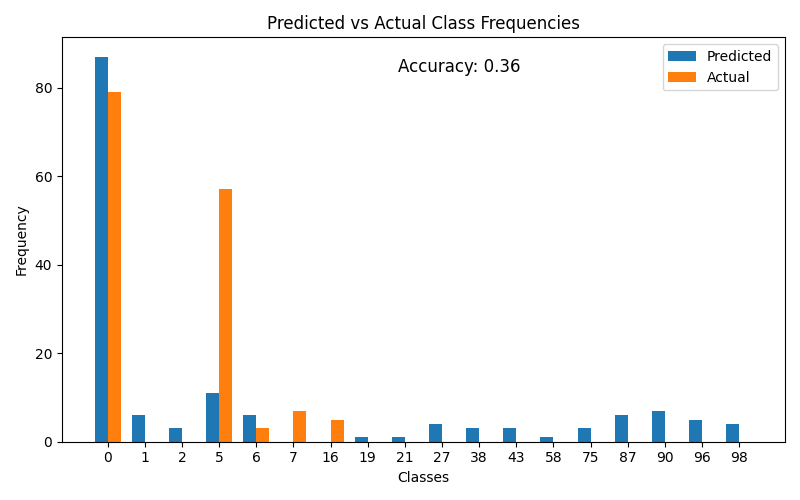 Predicted vs Actual Class Frequencies
Accuracy: 0.36
Predicted
Actual
80
60
40
20
0
Frequency
0 1 2 5 6 7 16 19 21 27 38 43 58 75 87 90 96 98
Classes